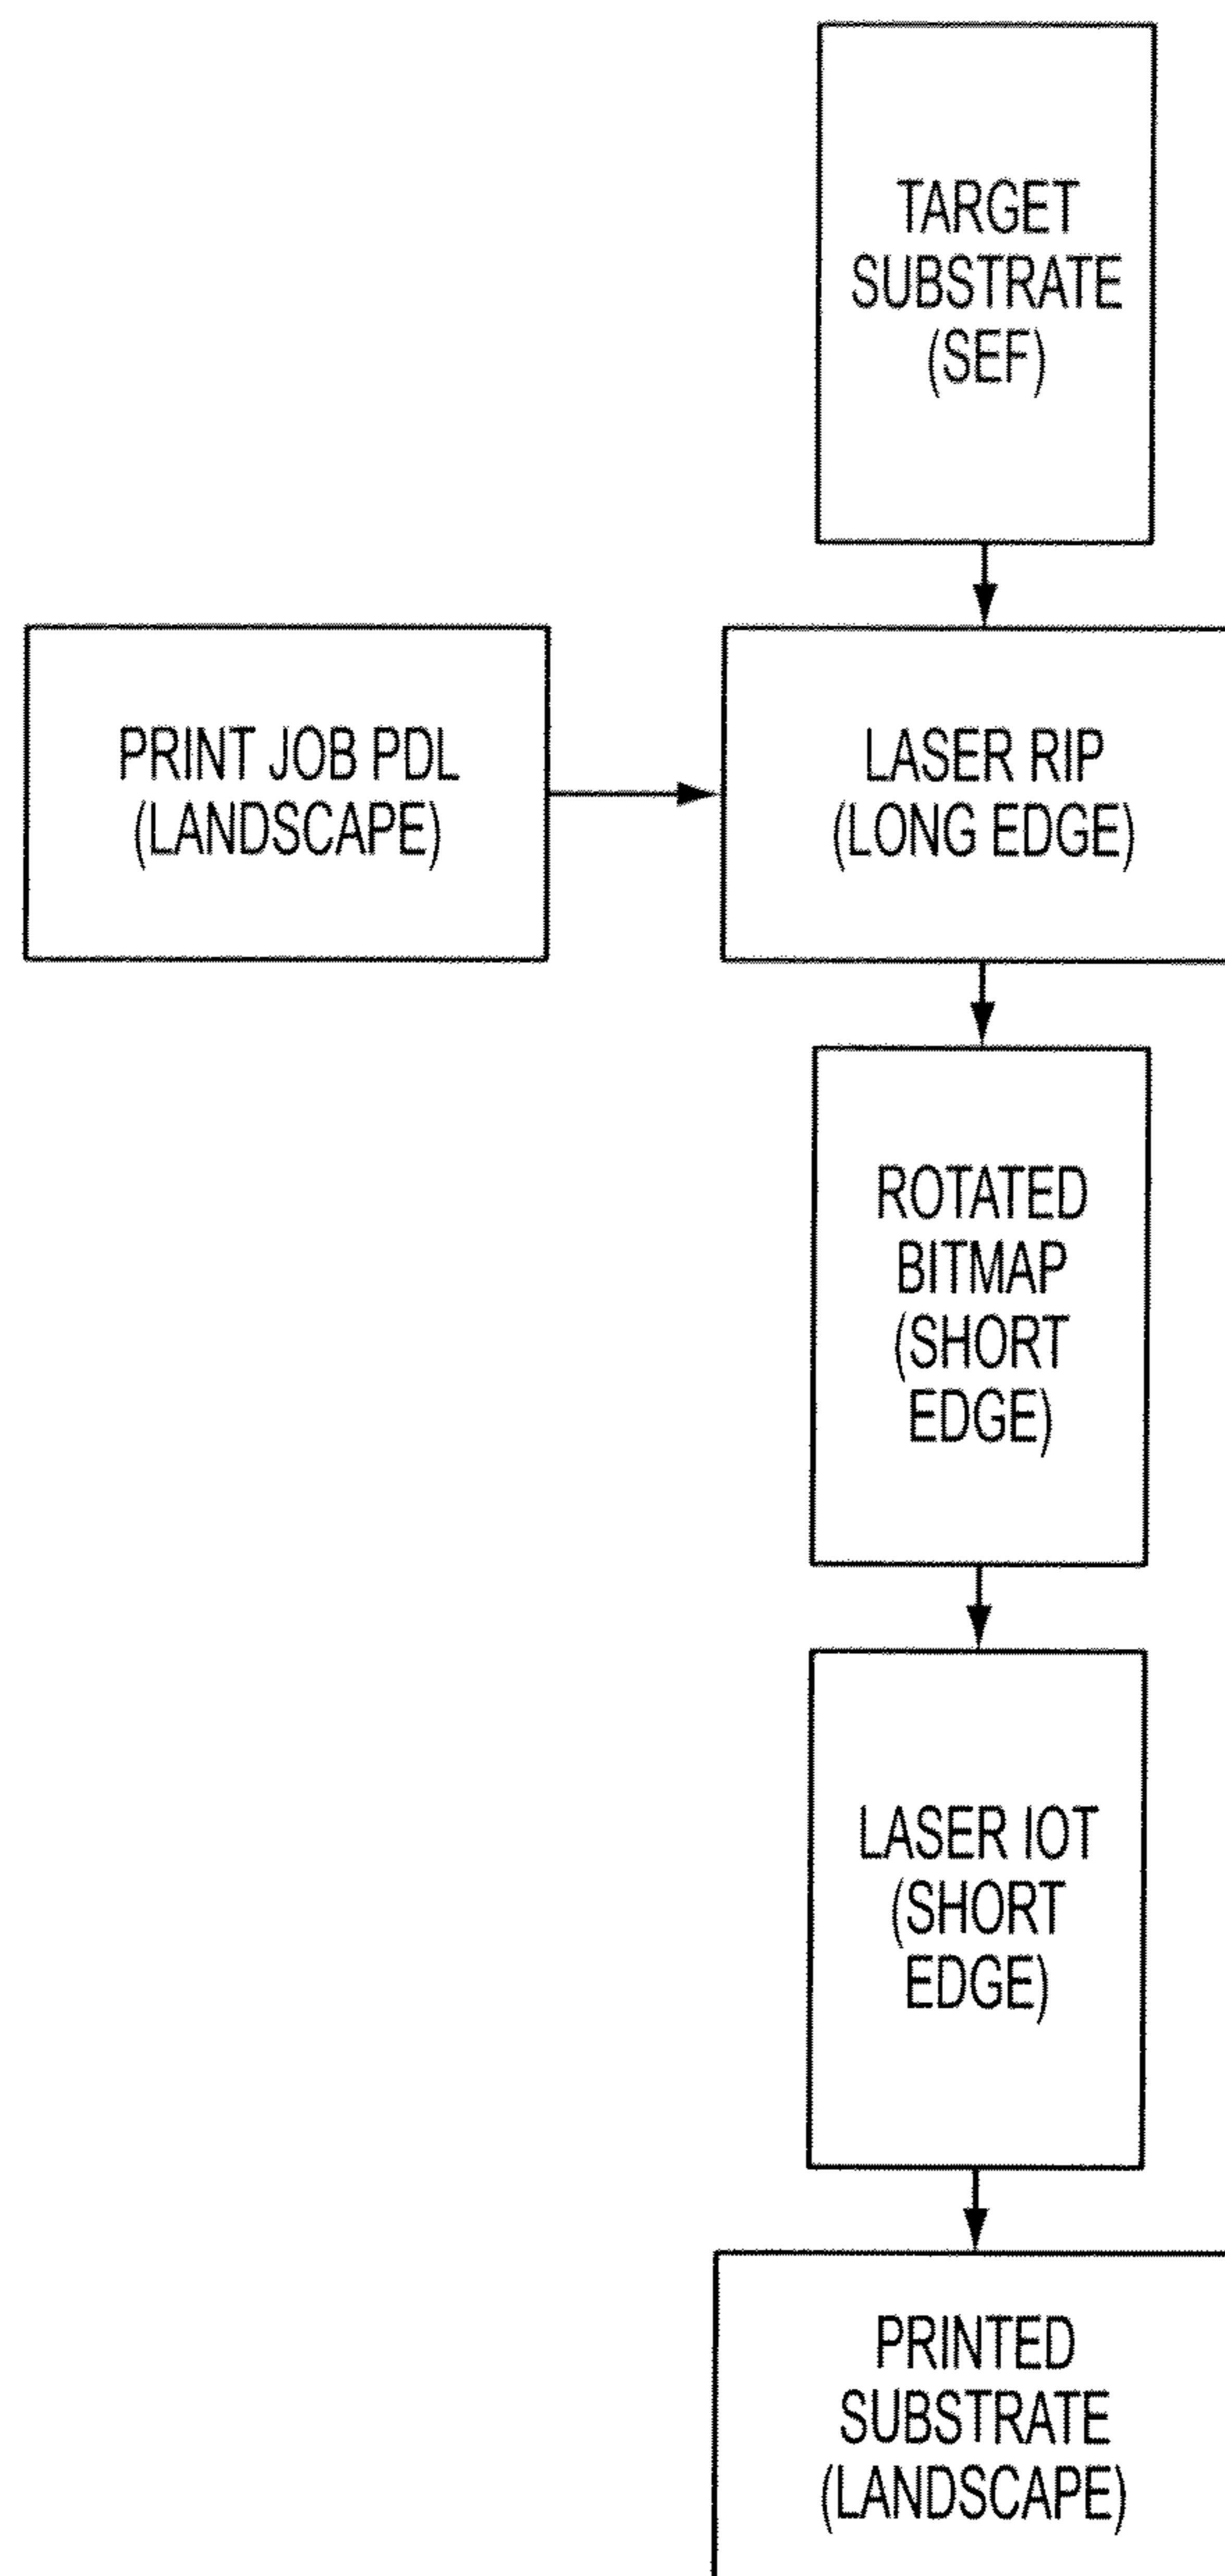 TARGET
SUBSTRATE
(SEF)
PRINT JOB PDL
(LANDSCAPE)
LASER RIP
(LONG EDGE)
ROTATED
BITMAP
(SHORT
EDGE)
LASER IOT
(SHORT
EDGE)
PRINTED
SUBSTRATE
(LANDSCAPE)